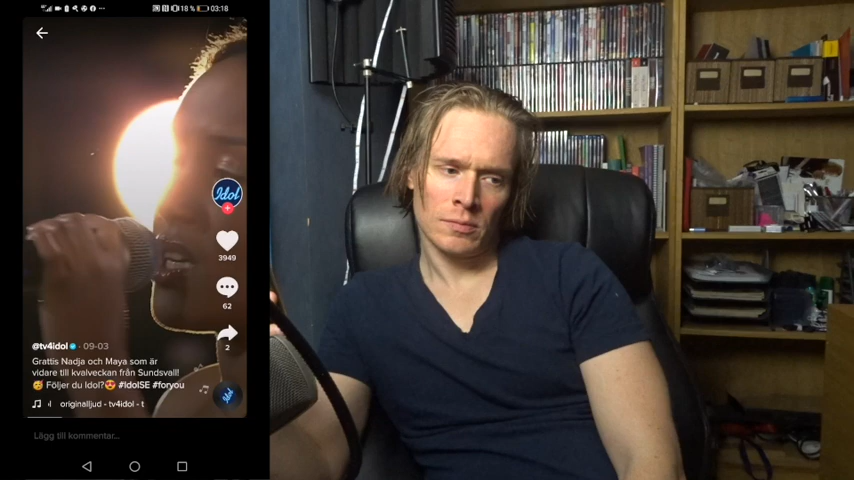 18 %
03:18
Idol
3949
62
2
@tv4idol · 09-03
Grattis Nadja och Maya som är
vidare till kvalveckan från Sundsvall!
🥳 Följer du Idol?😍 #IdolSE #foryou
originalljud - tv4idol - t
Lägg till kommentar...